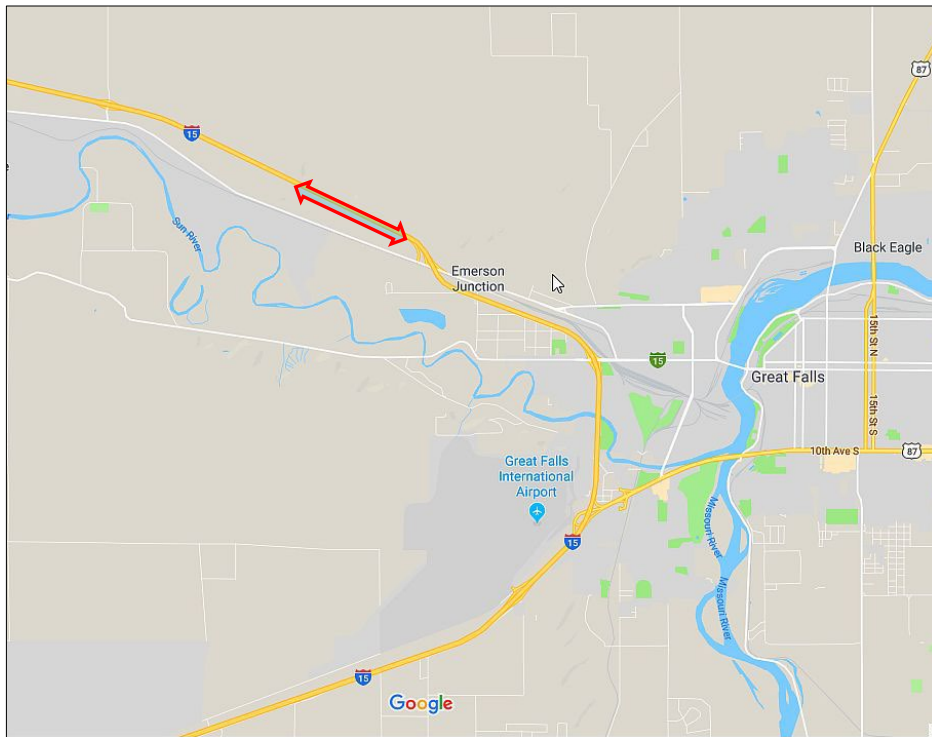 87
15
Sun River
Black Eagle
Emerson
Junction
15th St N
15
Great Falls
15th St S
10th Ave S
87
Great Falls
International
Airport
Missouri River
15
Missouri River
15
Google